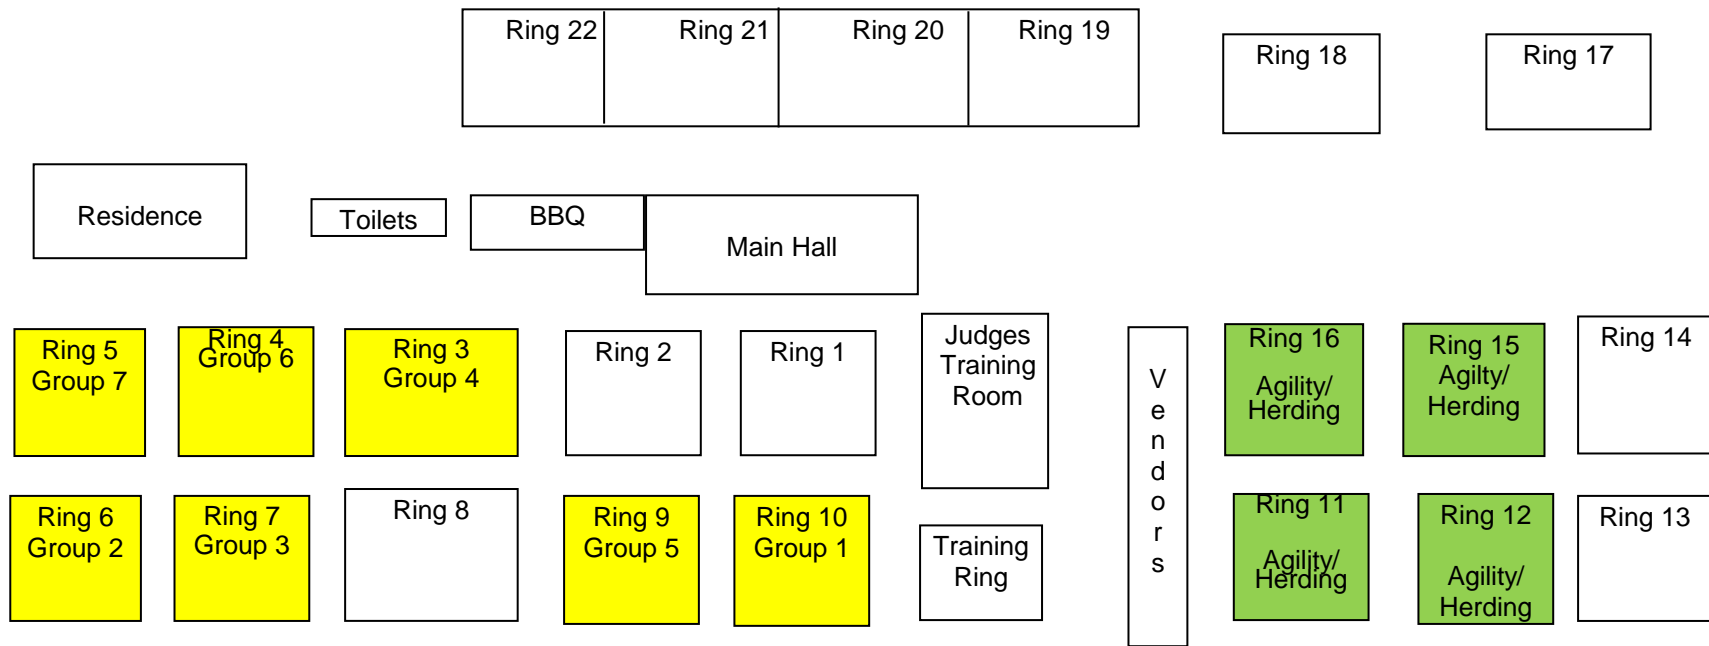 Ring 22
Ring 21
Ring 20
Ring 19
Ring 18
Ring 17
Residence
Toilets
BBQ
Main Hall
Ring 5
Group 7
Ring 4
Group 6
Ring 3
Group 4
Ring 2
Ring 1
Judges
Training
Room
V
e
n
d
o
r
s
Ring 16
Agility/
Herding
Ring 15
Agilty/
Herding
Ring 14
Ring 6
Group 2
Ring 7
Group 3
Ring 8
Ring 9
Group 5
Ring 10
Group 1
Training
Ring
Ring 11
Agility/
Herding
Ring 12
Agility/
Herding
Ring 13